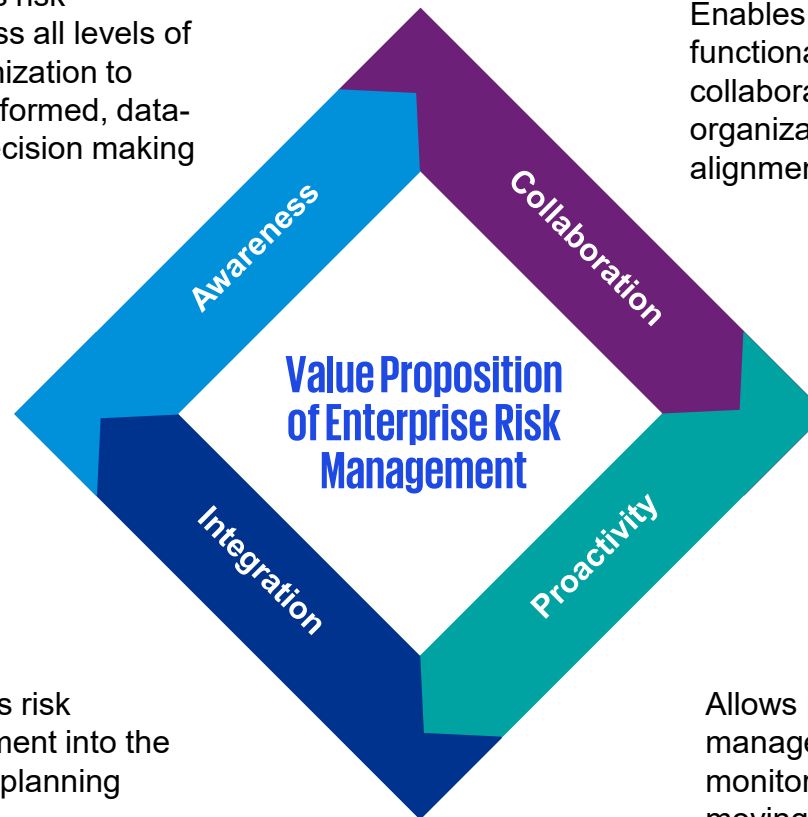 s risk
ss all levels of
nization to
formed, data-
cision making
Enables
functiona
collabora
organiza
alignmen
Awareness
Collaboration
Value Proposition
of Enterprise Risk
Management
Integration
Proactivity
s risk
ment into the
planning
Allows
manage
monitor
moving